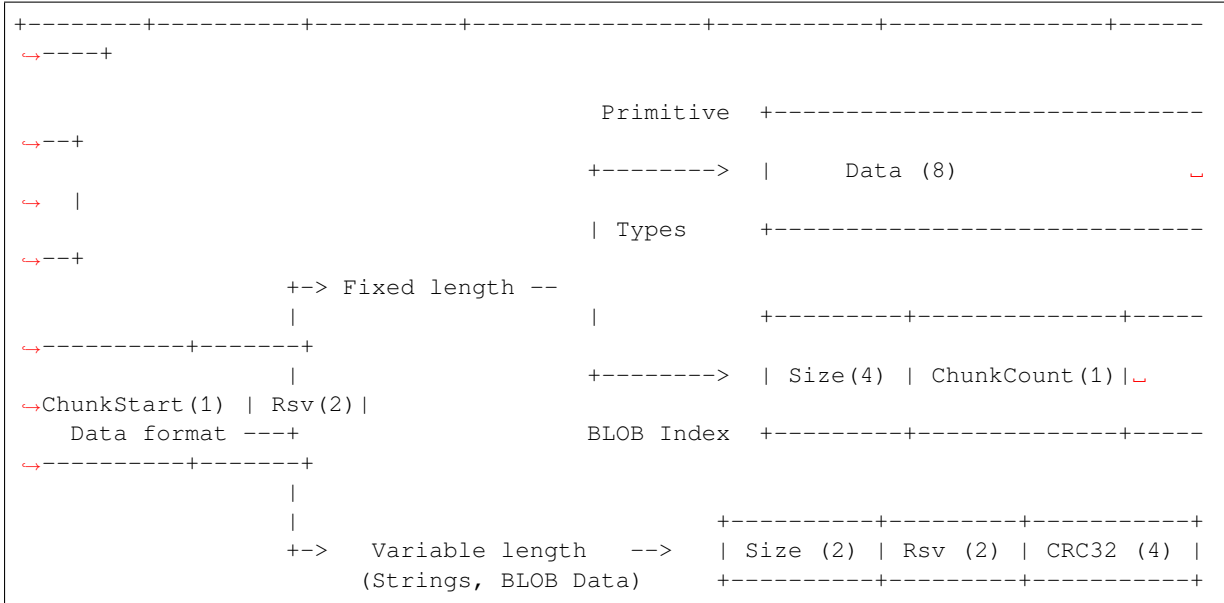 +--------+----------+----------+----------------+-----------+---------------+------
↪----+
Primitive  +------------------------------
↪--+
+-------->  |     Data (8)                ␣
↪  |
| Types     +------------------------------
↪--+
+-> Fixed length --
|                    |           +---------+--------------+-----
↪----------+-------+
|                    +-------->  | Size(4) | ChunkCount(1)|␣
↪ChunkStart(1) | Rsv(2)|
Data format ---+                    BLOB Index  +---------+--------------+-----
↪----------+-------+
|
|                             +----------+---------+-----------+
+->   Variable length   -->   | Size (2) | Rsv (2) | CRC32 (4) |
(Strings, BLOB Data)     +----------+---------+-----------+